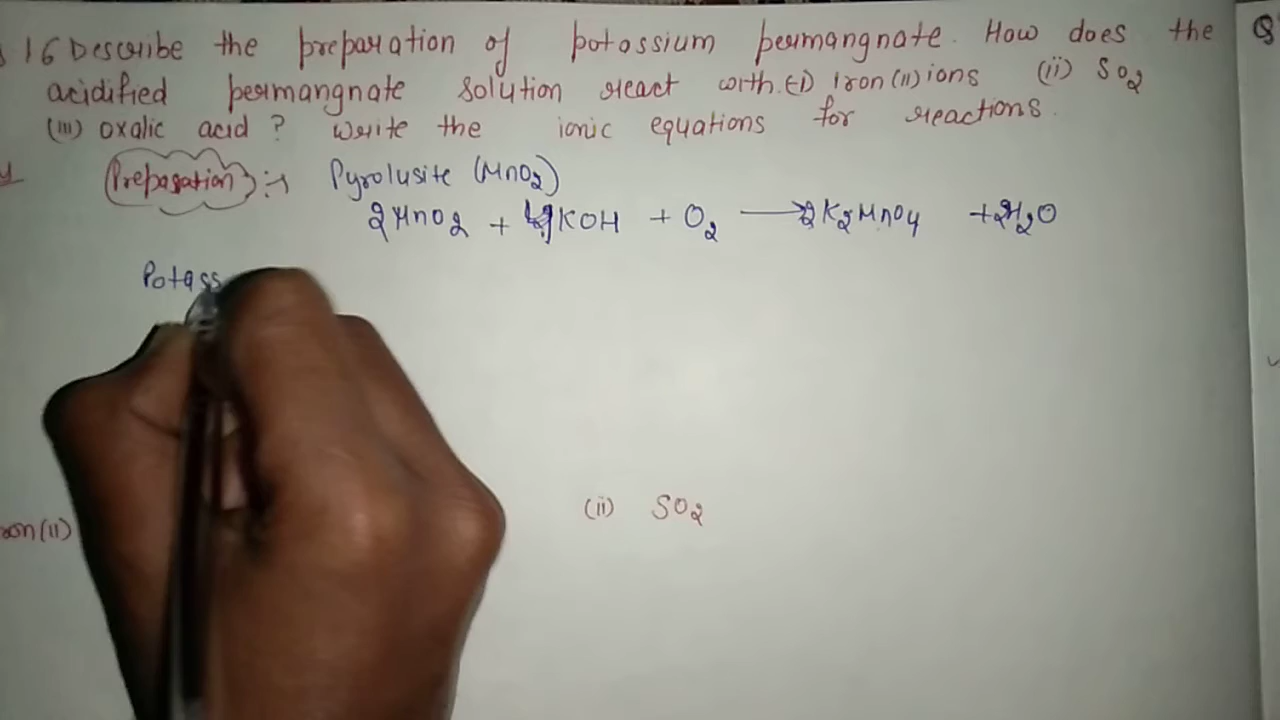 16 Describe the preparation of potassium permangnate. How does the
acidified permangnate solution react with. (i) iron (II) ions (ii) SO2
(iii) oxalic acid ? Write the ionic equations for reactions.
Preparation :→ Pyrolusite (MnO2)
2MnO2 + 4KOH + O2 → 2K2MnO4 + 2H2O
Potass
(ii) SO2
ron (II)